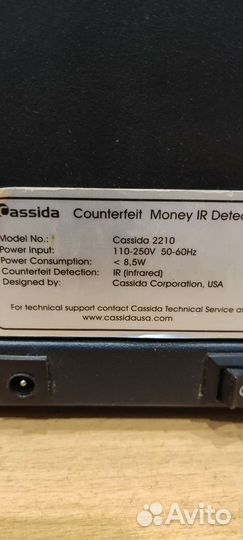 Cassida Counterfeit Money IR Detec
Model No.: Cassida 2210
Power Input: 110-250V 50-60Hz
Power Consumption: < 8,5W
Counterfeit Detection: IR (infrared)
Designed by: Cassida Corporation, USA
For technical support contact Cassida Technical Service a
www.cassidausa.com
Avito